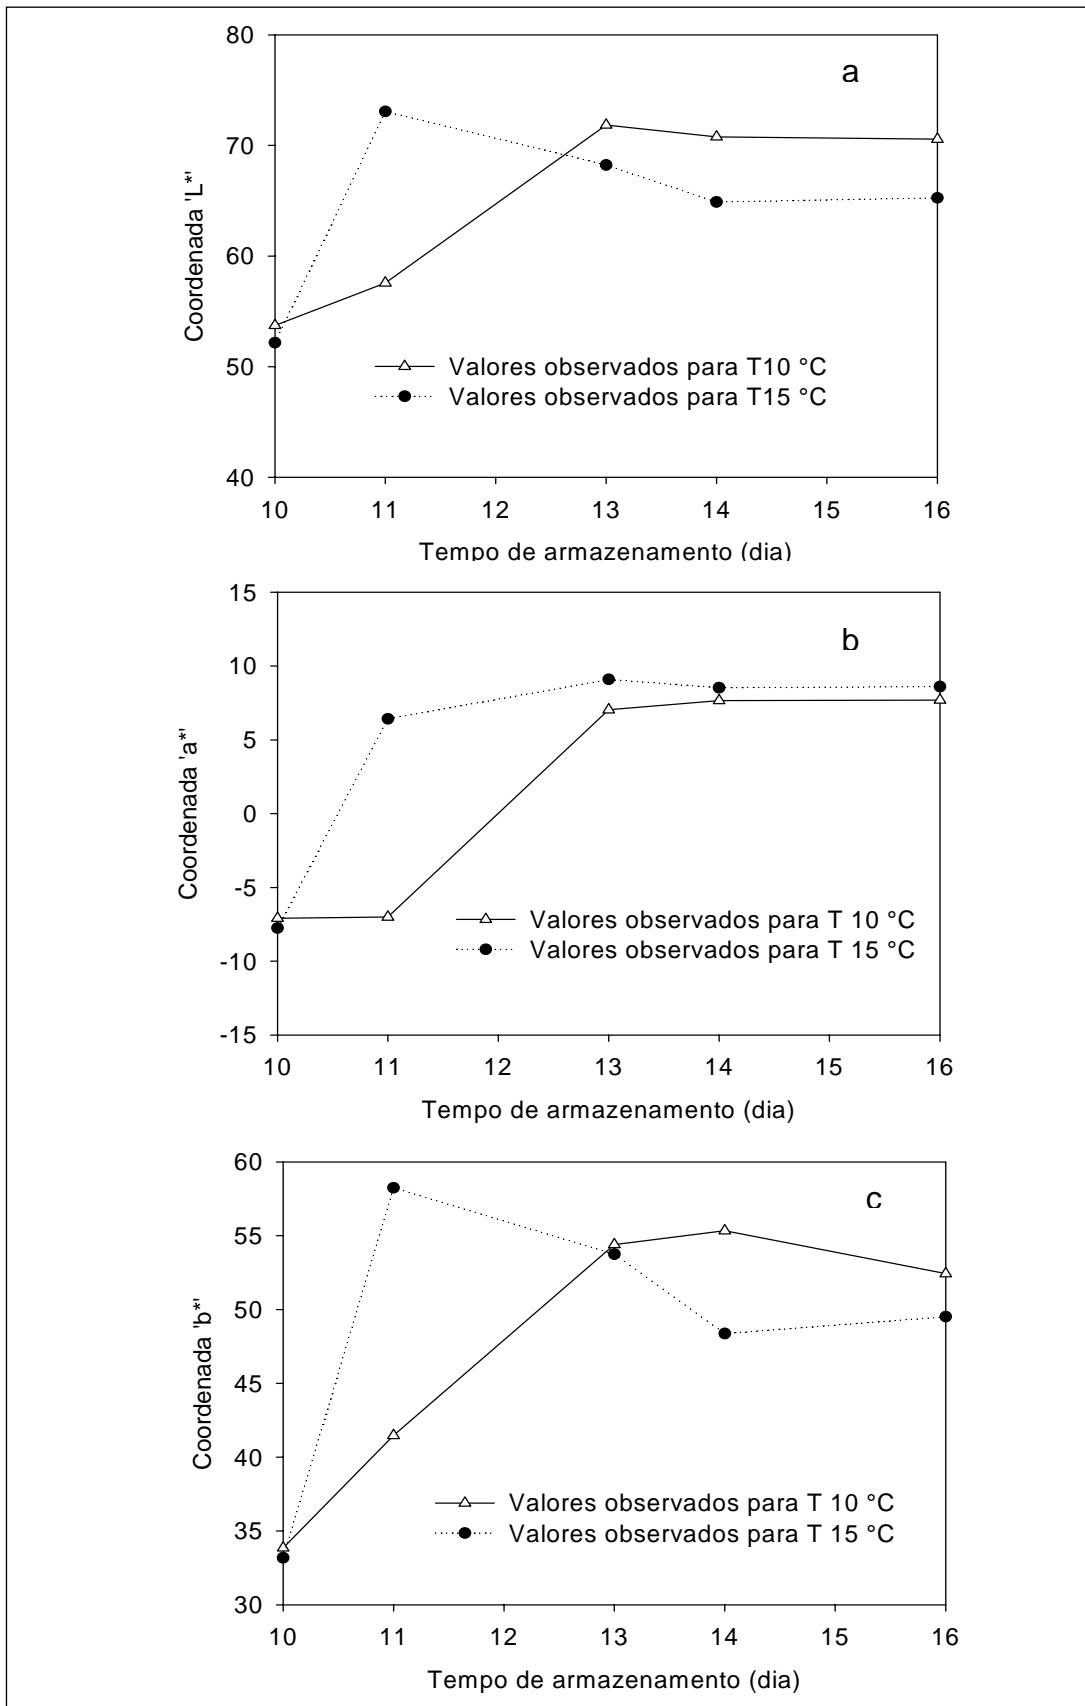 80
a
70
Coordenada 'L*'
60
Valores observados para T10 °C
50
Valores observados para T15 °C
40
10 11 12 13 14 15 16
Tempo de armazenamento (dia)
15
b
10
5
Coordenada 'a*'
0
-5
Valores observados para T 10 °C
Valores observados para T 15 °C
-10
-15
10 11 12 13 14 15 16
Tempo de armazenamento (dia)
60
c
55
50
Coordenada 'b*'
45
40
Valores observados para T 10 °C
Valores observados para T 15 °C
35
30
10 11 12 13 14 15 16
Tempo de armazenamento (dia)